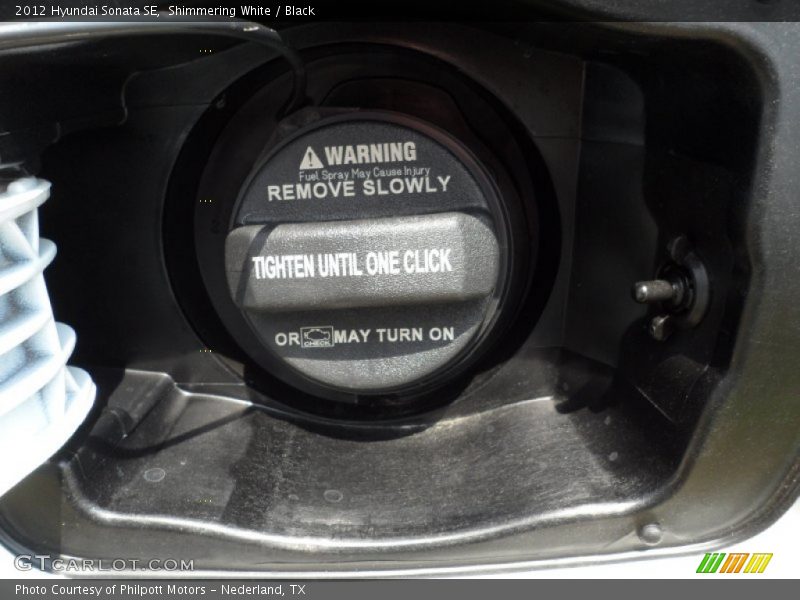 2012 Hyundai Sonata SE,  Shimmering White / Black
WARNING
Fuel Spray May Cause Injury
REMOVE SLOWLY
TIGHTEN UNTIL ONE CLICK
OR CHECK MAY TURN ON
GTCARLOT.COM
Photo Courtesy of Philpott Motors - Nederland, TX